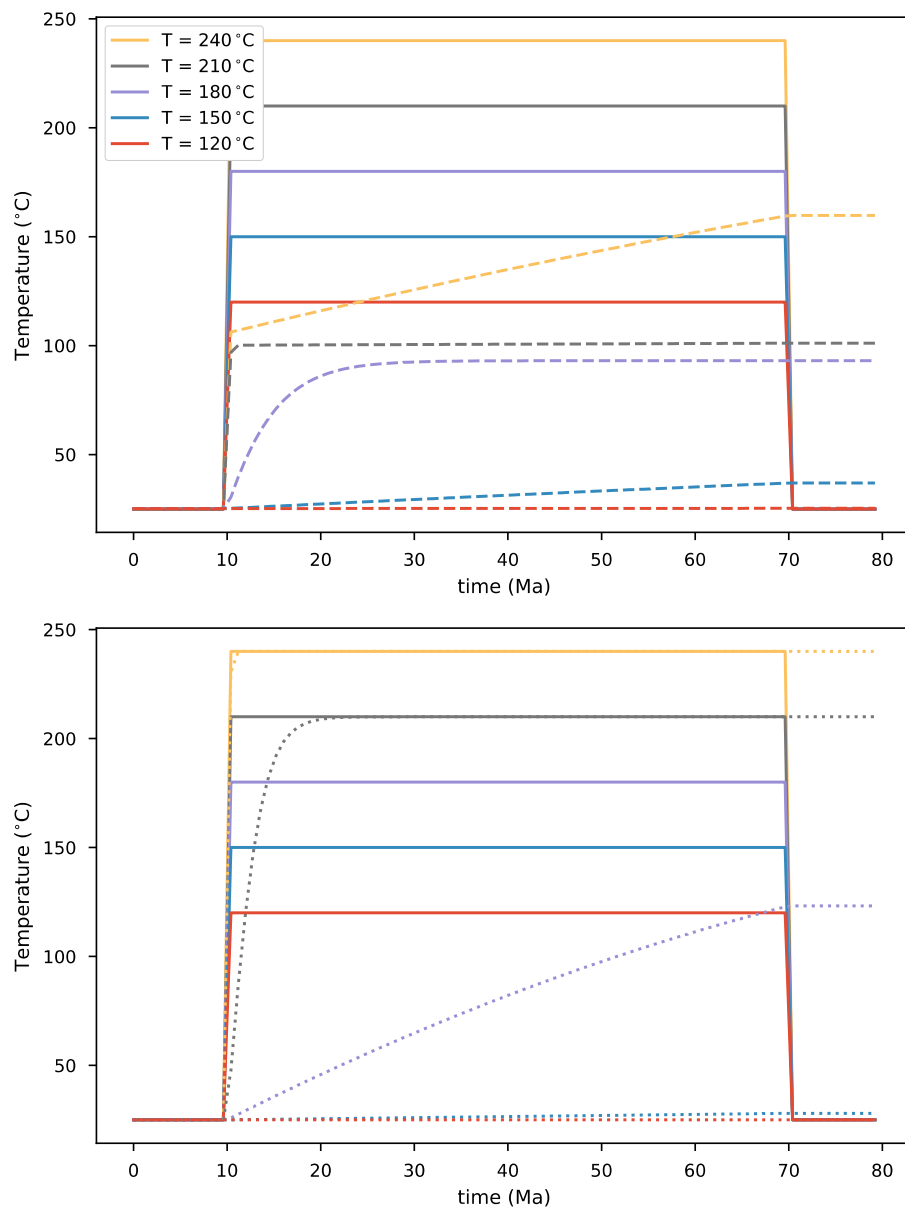 250
200
150
100
50
Temperature (°C)
T = 240°C
T = 210°C
T = 180°C
T = 150°C
T = 120°C
0 10 20 30 40 50 60 70 80
time (Ma)
250
200
150
100
50
Temperature (°C)
0 10 20 30 40 50 60 70 80
time (Ma)